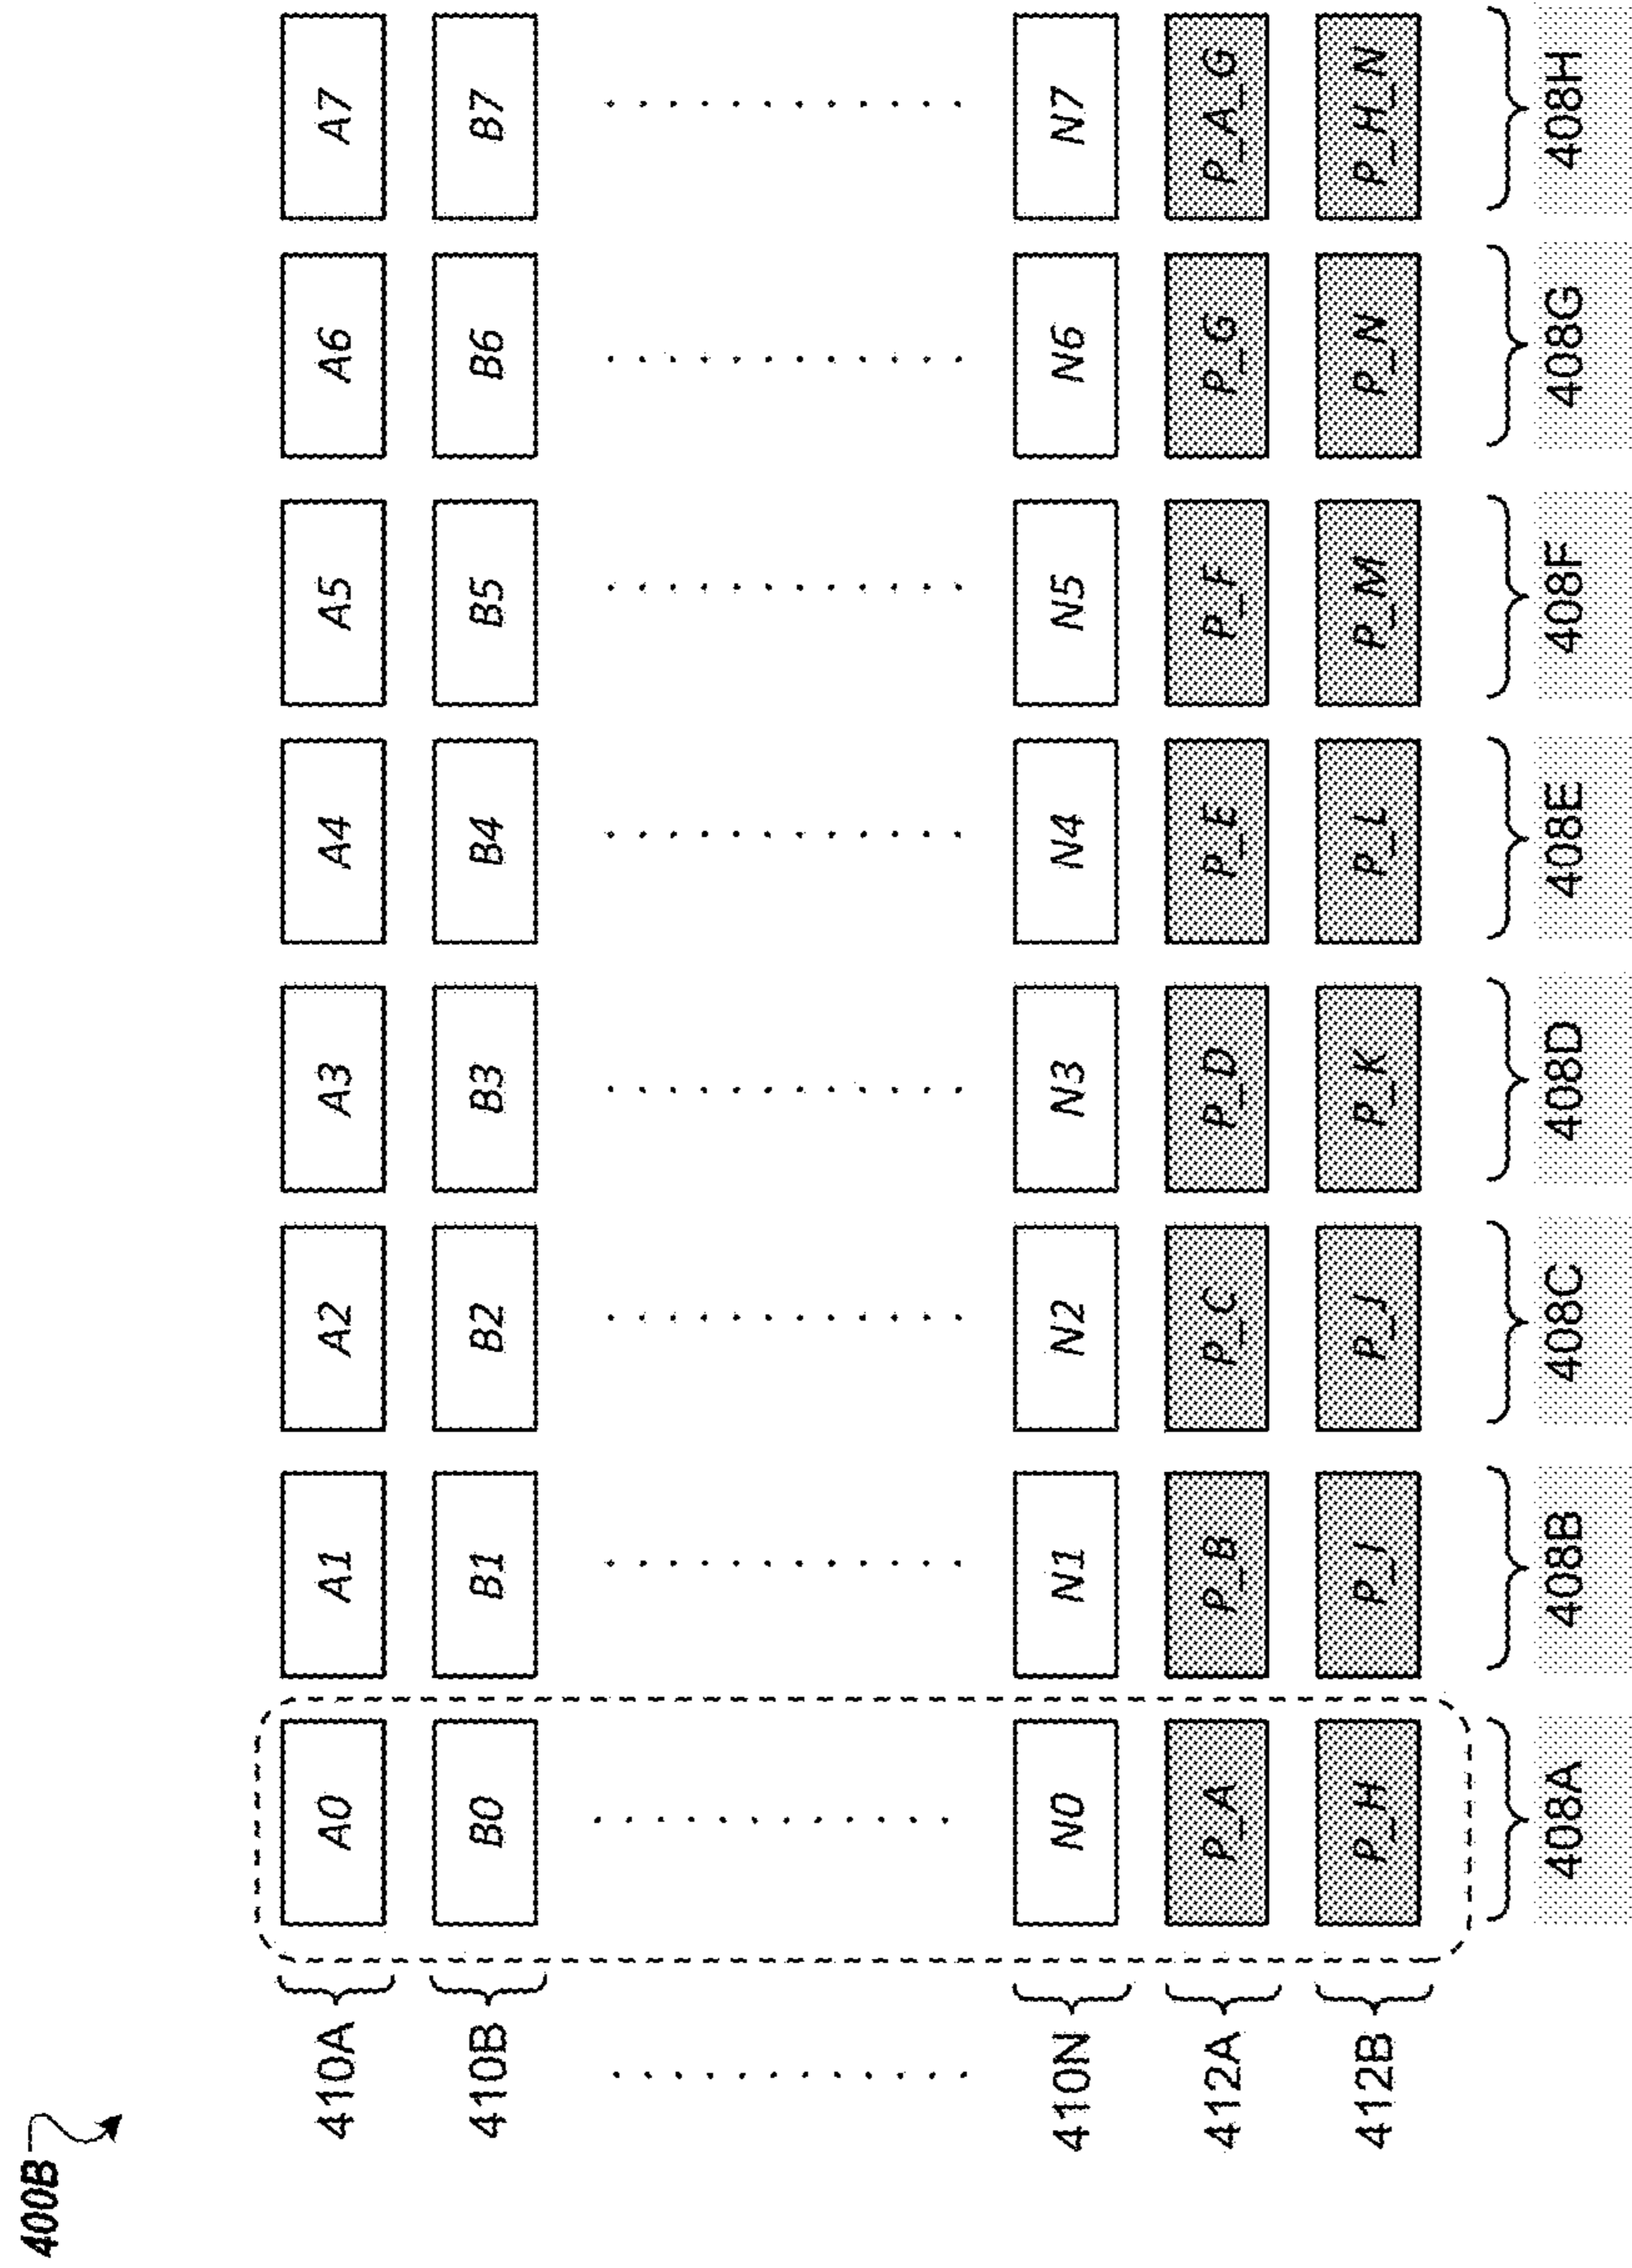 400B
410A A0 A1 A2 A3 A4 A5 A6 A7
410B B0 B1 B2 B3 B4 B5 B6 B7
410N N0 N1 N2 N3 N4 N5 N6 N7
412A P_A P_B P_C P_D P_E P_F P_G P_A_G
412B P_H P_I P_J P_K P_L P_M P_N P_H_N
408A 408B 408C 408D 408E 408F 408G 408H